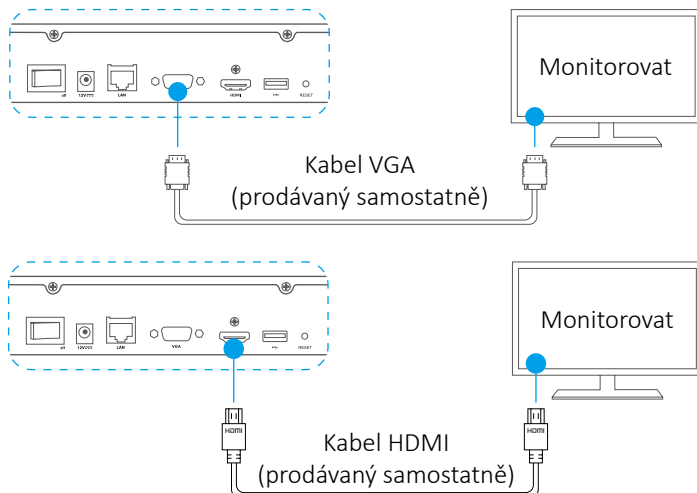 Monitorovat
12V
LAN
HDMI
RESET
Kabel VGA
(prodávaný samostatně)
Monitorovat
12V
LAN
VGA
RESET
HDMI
HDMI
Kabel HDMI
(prodávaný samostatně)